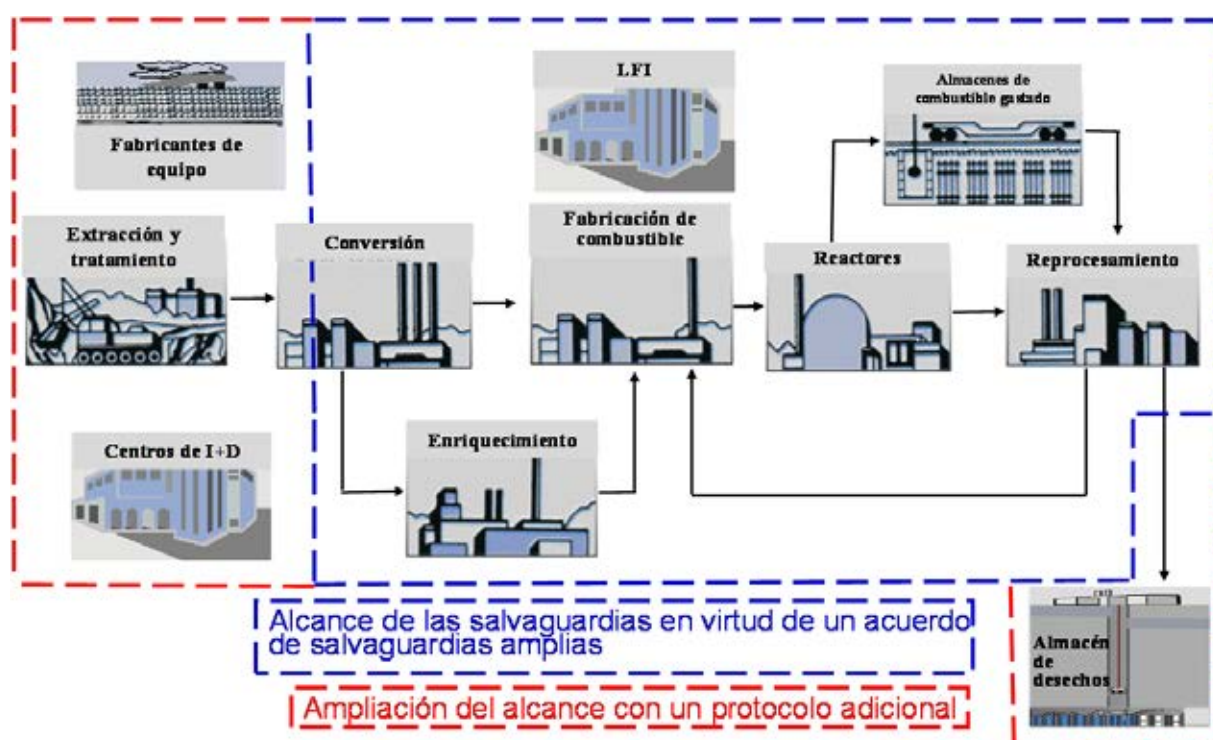 Fabricantes de
equipo
LFI
Almacenes de
combustible gastado
Extracción y
tratamiento
Conversión
Fabricación de
combustible
Reactores
Reprocesamiento
Centros de I+D
Enriquecimiento
Almacén
de
desechos
Alcance de las salvaguardias en virtud de un acuerdo
de salvaguardias amplias
Ampliación del alcance con un protocolo adicional